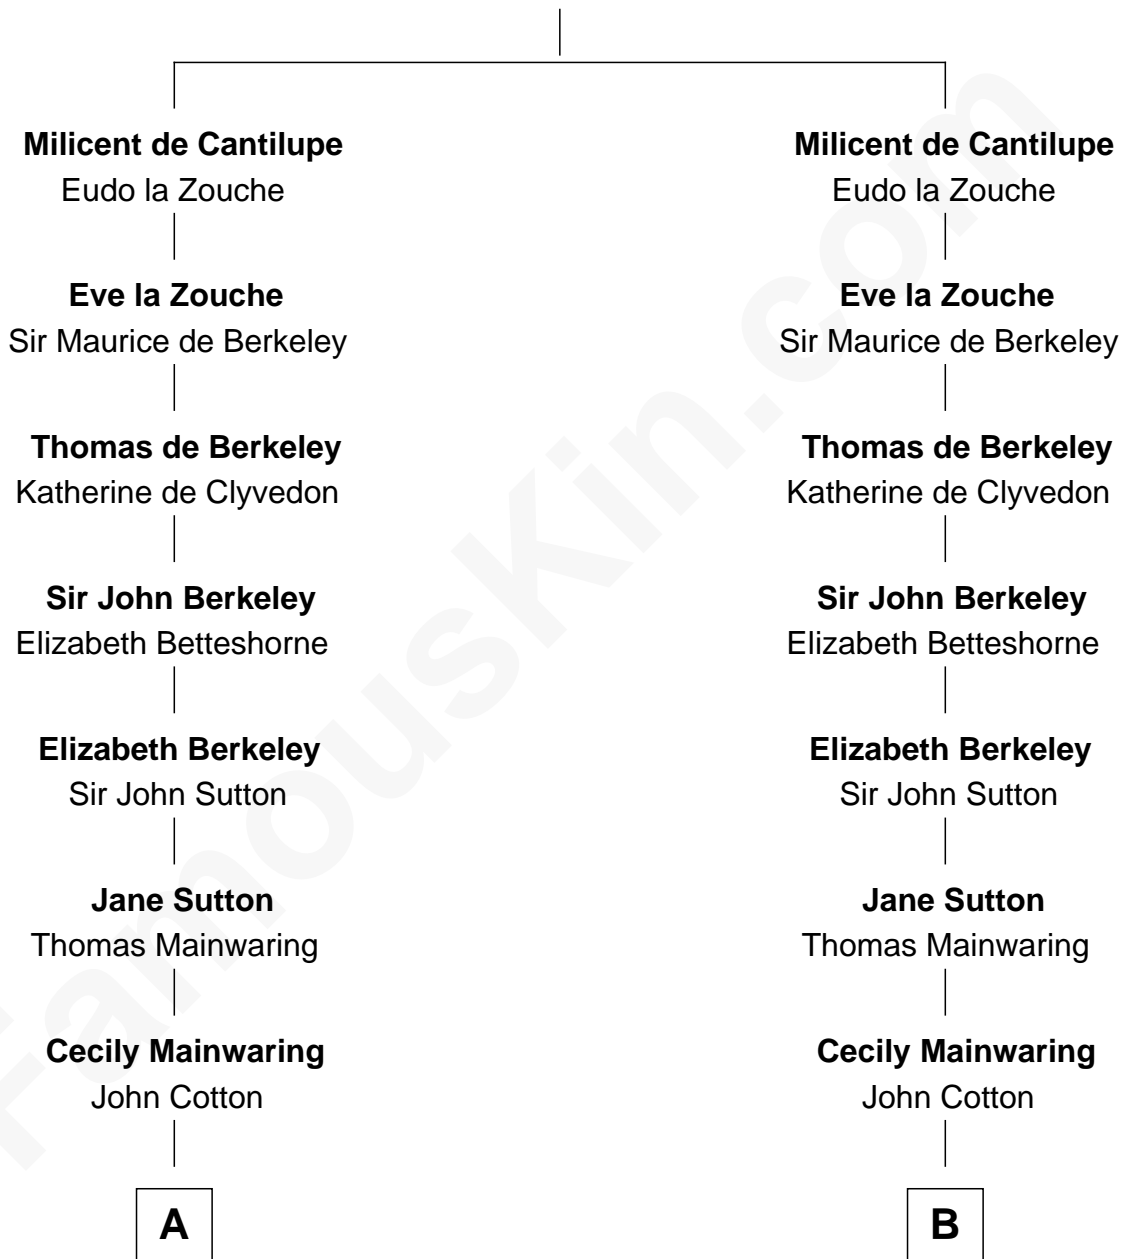 Milicent de Cantilupe Milicent de Cantilupe
Eudo la Zouche Eudo la Zouche
Eve la Zouche Eve la Zouche
Sir Maurice de Berkeley Sir Maurice de Berkeley
Thomas de Berkeley Thomas de Berkeley
Katherine de Clyvedon Katherine de Clyvedon
Sir John Berkeley Sir John Berkeley
Elizabeth Betteshorne Elizabeth Betteshorne
Elizabeth Berkeley Elizabeth Berkeley
Sir John Sutton Sir John Sutton
Jane Sutton Jane Sutton
Thomas Mainwaring Thomas Mainwaring
Cecily Mainwaring Cecily Mainwaring
John Cotton John Cotton
A B
FamousKin.com